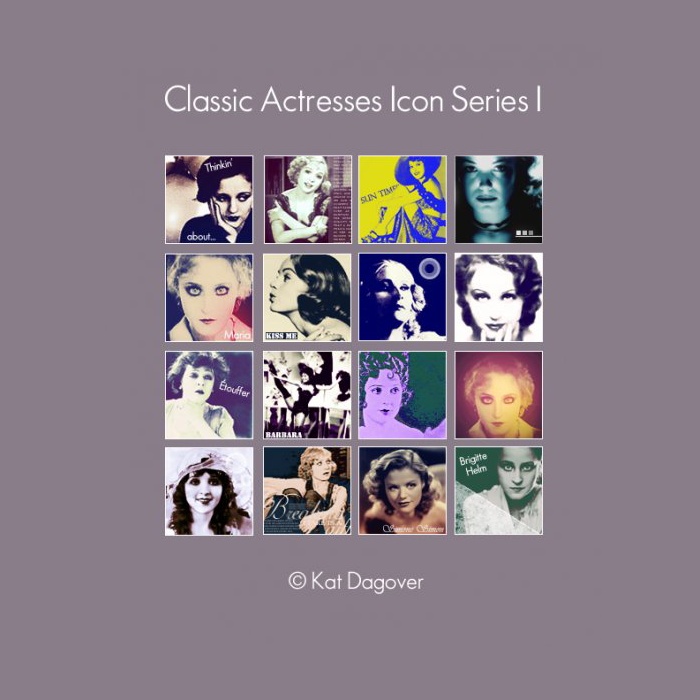 Classic Actresses Icon Series I
Thinkin'
about...
SUN TIME
Maria
KISS ME
Étouffer
BARBARA
Brigitte
Helm
Simone Simon
© Kat Dagover